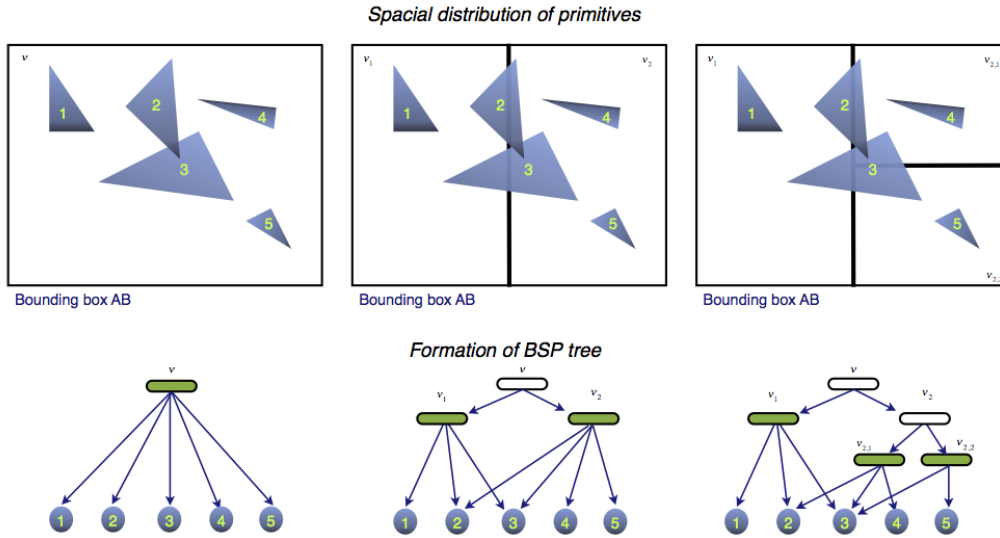 Spacial distribution of primitives
v
1
2
3
4
5
Bounding box AB
v1
v2
1
2
3
4
5
Bounding box AB
v1
v2,1
1
2
3
4
5
Bounding box AB
Formation of BSP tree
v
1 2 3 4 5
v
v1
v2
1 2 3 4 5
v
v1
v2
v2,1
v2,2
1 2 3 4 5